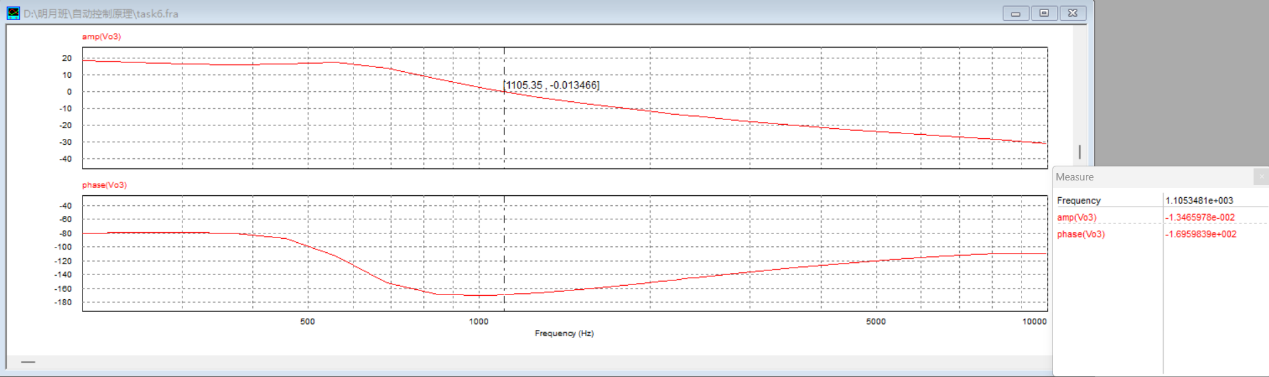 D:\明月班\自动控制原理\task6.fra
amp(Vo3)
20
10
0
-10
-20
-30
-40
[1105.35 , -0.013466]
phase(Vo3)
-40
-60
-80
-100
-120
-140
-160
-180
500
1000
5000
10000
Frequency (Hz)
Measure
Frequency 1.1053481e+003
amp(Vo3) -1.3465978e-002
phase(Vo3) -1.6959839e+002